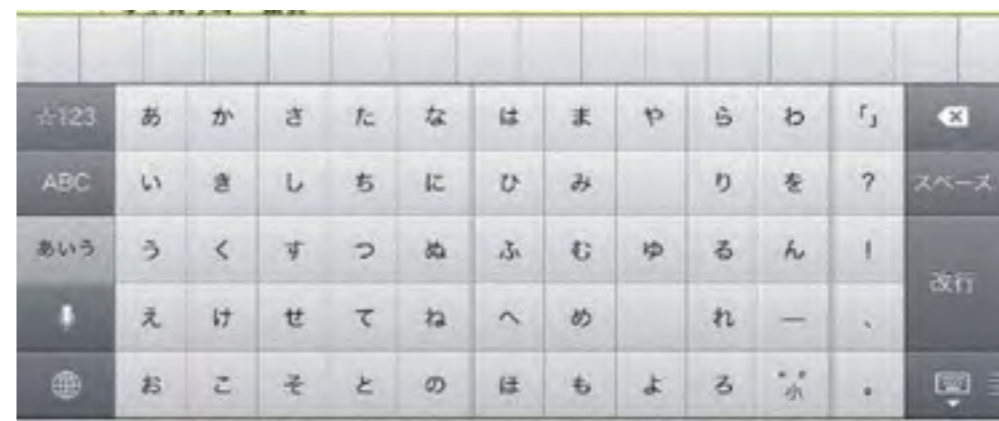 ☆123 あ か さ た な は ま や ら わ 「」
ABC い き し ち に ひ み り を ? スペース
あいう う く す つ ぬ ふ む ゆ る ん !
改行
え け せ て ね へ め れ ー 、
お こ そ と の ほ も よ ろ ゛゜小 。